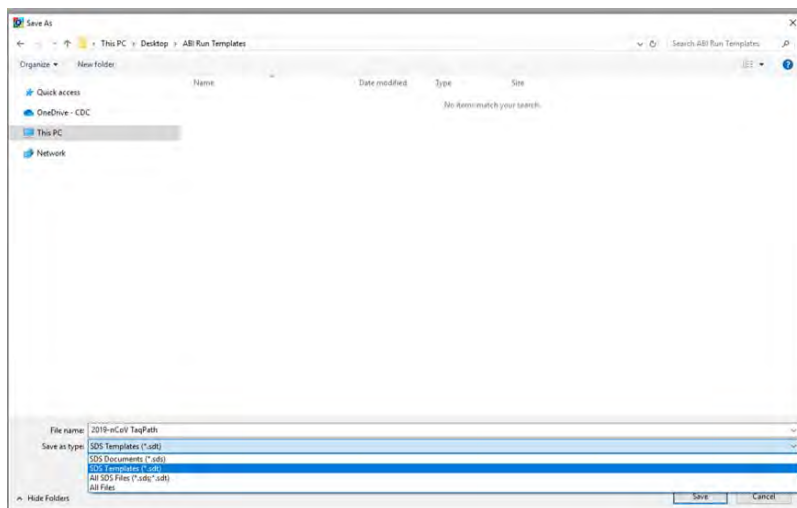 Save As
This PC › Desktop › ABI Run Templates
Search ABI Run Templates
Organize
New folder
Name
Date modified
Type
Size
Quick access
No items match your search.
OneDrive - CDC
This PC
Network
File name: 2019-nCoV TaqPath
Save as type: SDS Templates (*.sdt)
SDS Documents (*.sds)
SDS Templates (*.sdt)
All SDS Files (*.sds;*.sdt)
All Files
Hide Folders
Save
Cancel